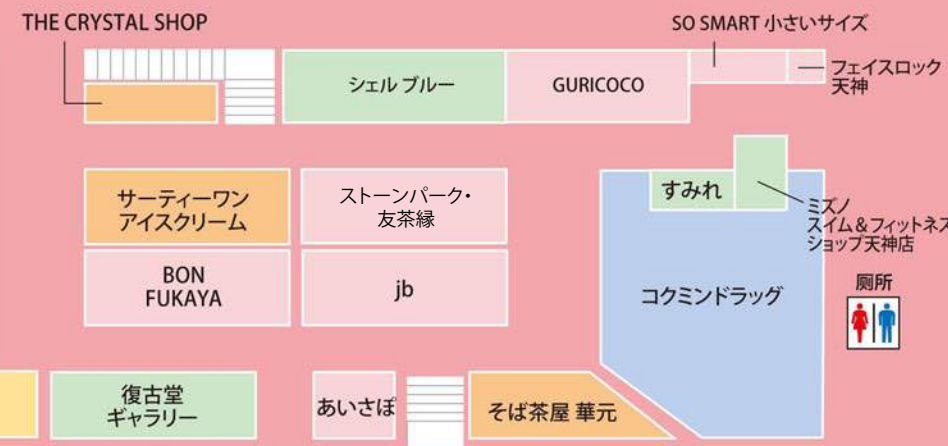 THE CRYSTAL SHOP
SO SMART 小さいサイズ
シェル ブルー
GURICOCO
フェイスロック
天神
サーティーワン
アイスクリーム
ストーンパーク・
友茶縁
すみれ
ミズノ
スイム&フィットネス
ショップ天神店
BON
FUKAYA
jb
コクミンドラッグ
厕所
復古堂
ギャラリー
あいさぽ
そば茶屋 華元